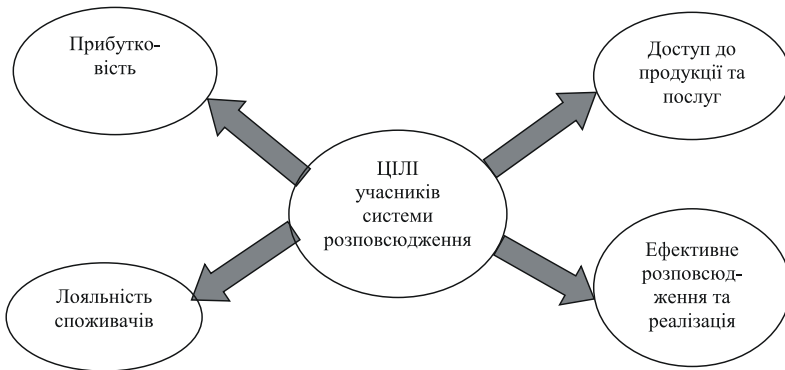 Прибутко-
вість
Доступ до
продукції та
послуг
ЦІЛІ
учасників
системи
розповсюдження
Лояльність
споживачів
Ефективне
розповсюд-
ження та
реалізація